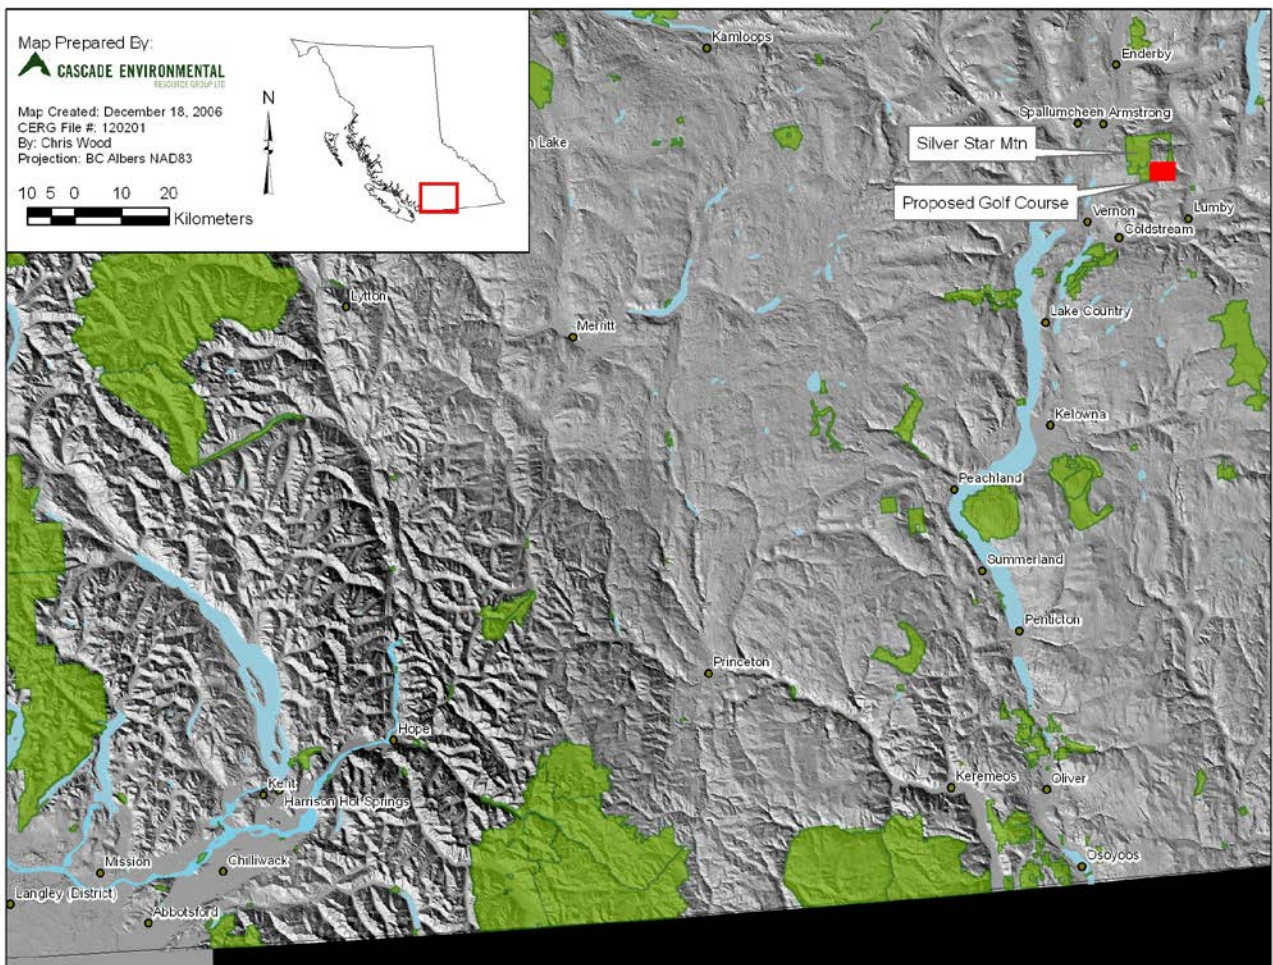 Map Prepared By:
CASCADE ENVIRONMENTAL
RESOURCE GROUP LTD
Map Created: December 18, 2006
CERG File #: 120201
By: Chris Wood
Projection: BC Albers NAD83
N
10 5 0 10 20
Kilometers
Kamloops
Enderby
Spallumcheen Armstrong
n Lake
Silver Star Mtn
Proposed Golf Course
Lumby
Vernon
Coldstream
Lytton
Lake Country
Merritt
Kelowna
Peachland
Summerland
Penticton
Princeton
Hope
Keremeos
Oliver
Kent
Harrison Hot Springs
Osoyoos
Mission
Chilliwack
Langley (District)
Abbotsford